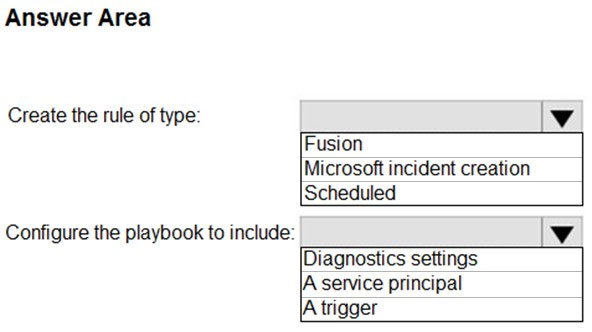 Answer Area
Create the rule of type:
Fusion
Microsoft incident creation
Scheduled
Configure the playbook to include:
Diagnostics settings
A service principal
A trigger